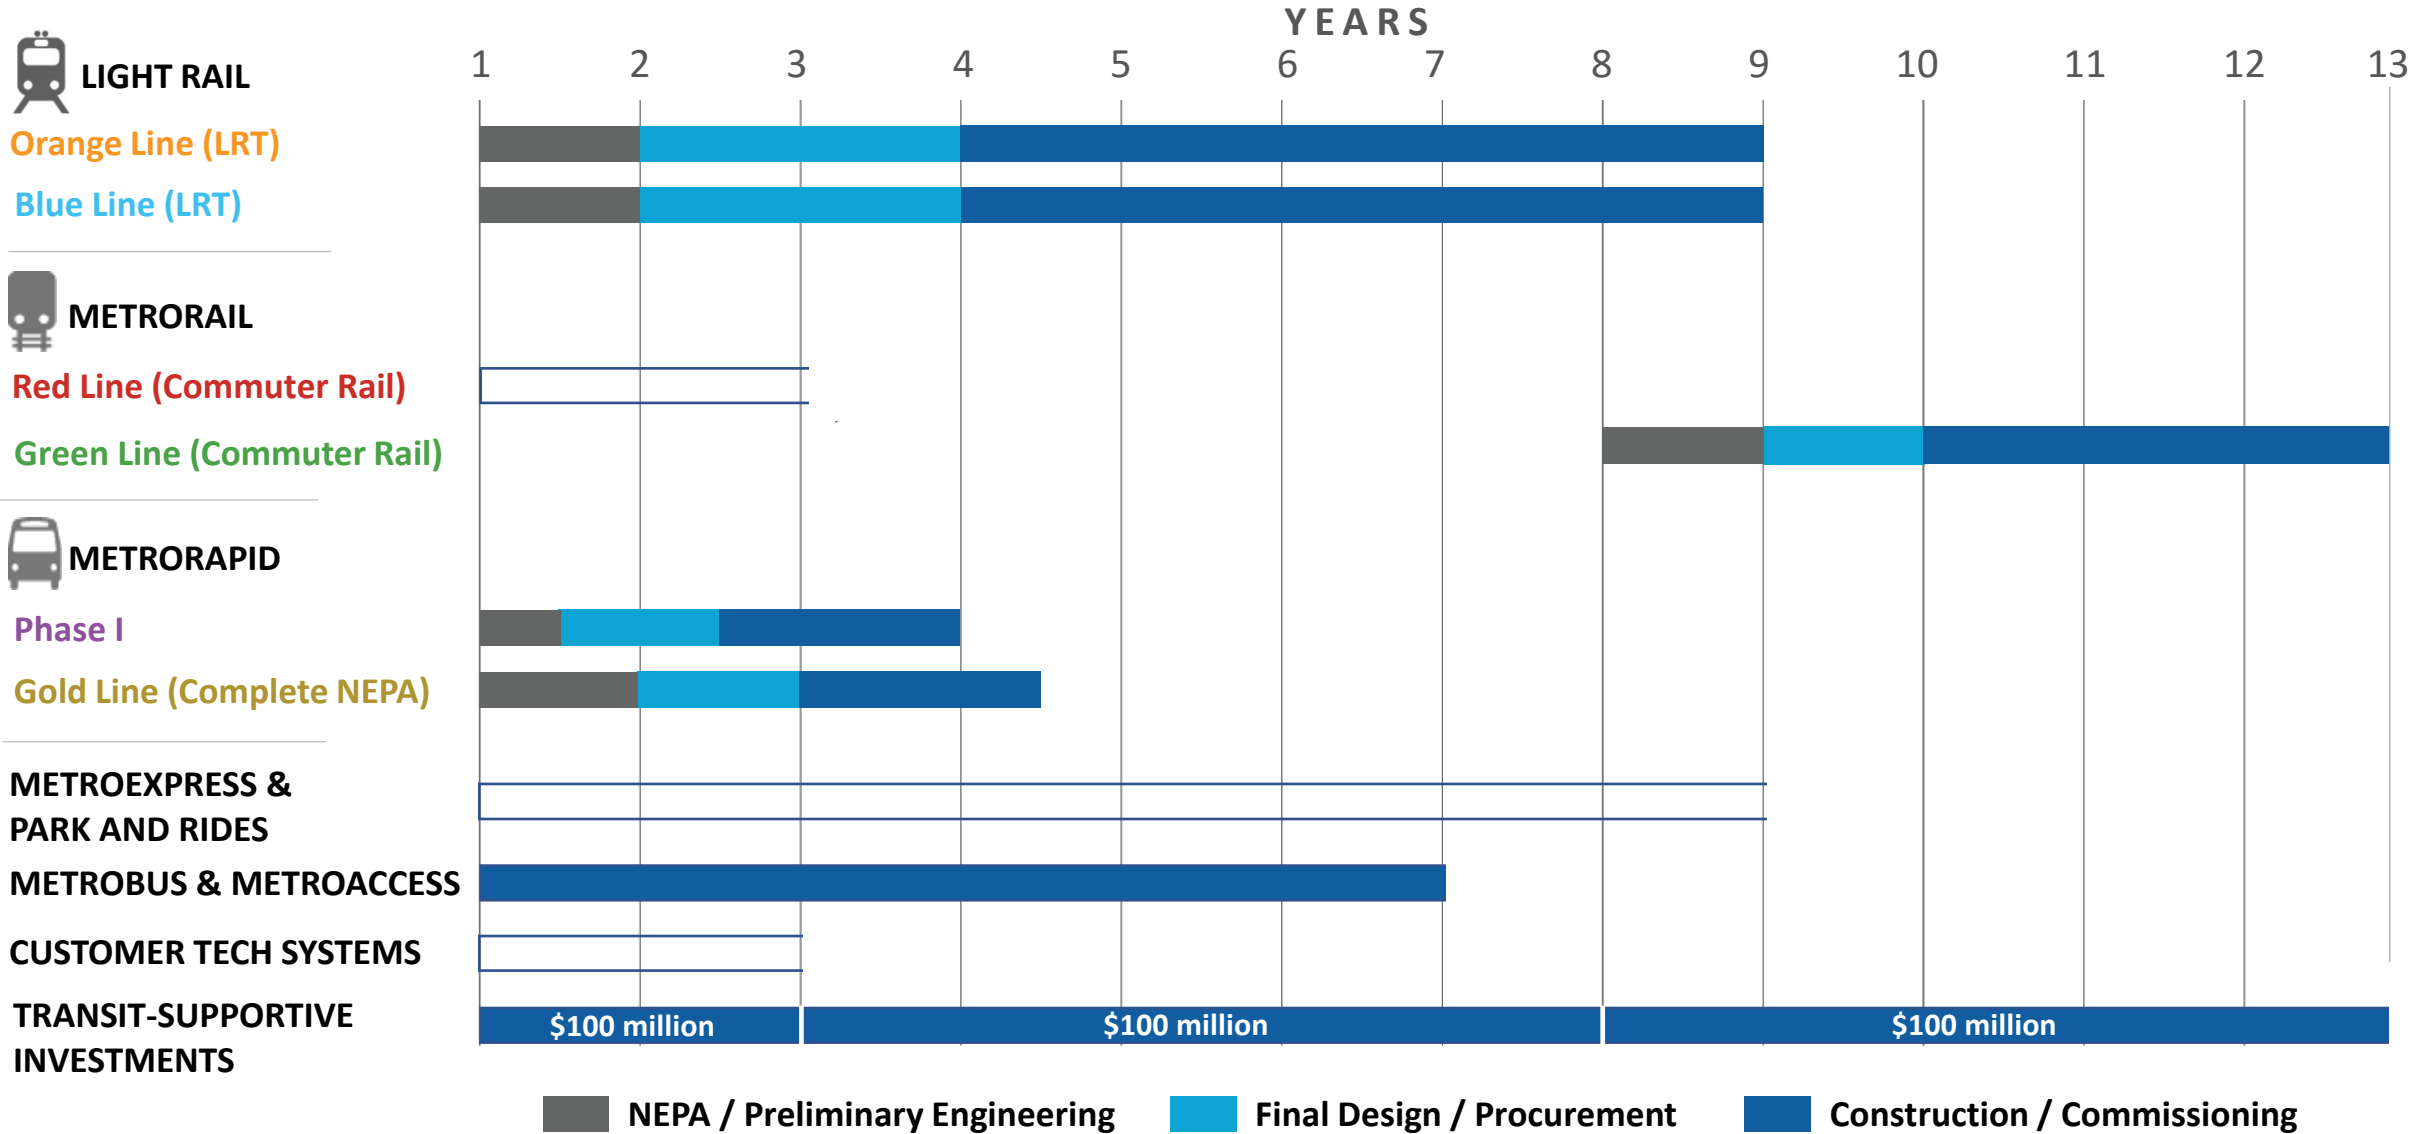 YEARS
1 2 3 4 5 6 7 8 9 10 11 12 13
LIGHT RAIL
Orange Line (LRT)
Blue Line (LRT)
METRORAIL
Red Line (Commuter Rail)
Green Line (Commuter Rail)
METRORAPID
Phase I
Gold Line (Complete NEPA)
METROEXPRESS &
PARK AND RIDES
METROBUS & METROACCESS
CUSTOMER TECH SYSTEMS
TRANSIT-SUPPORTIVE
INVESTMENTS
$100 million $100 million $100 million
NEPA / Preliminary Engineering Final Design / Procurement Construction / Commissioning